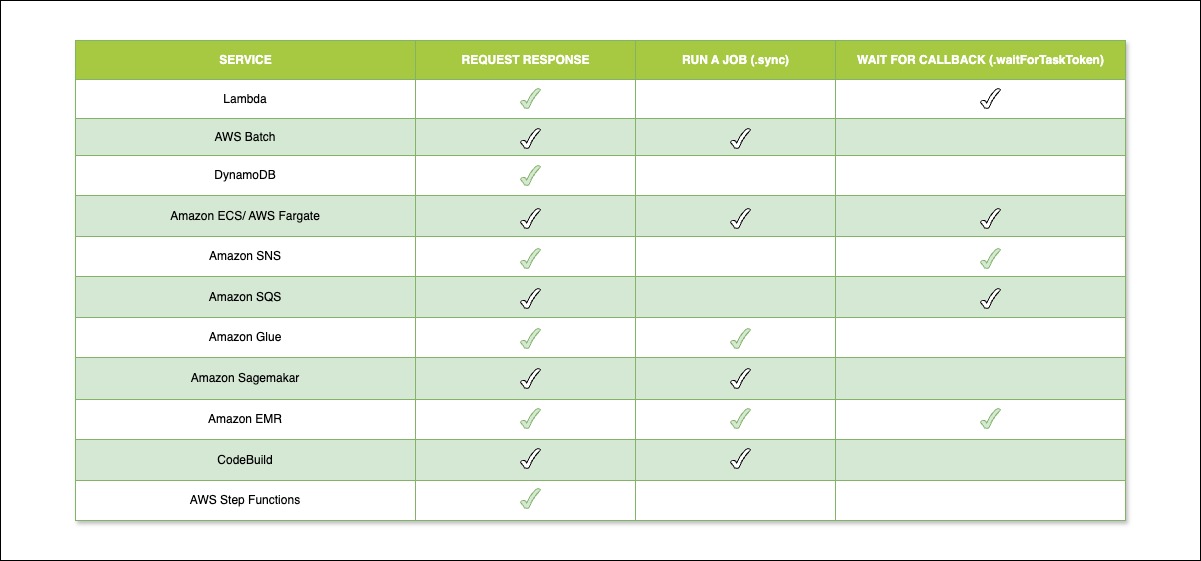 SERVICE REQUEST RESPONSE RUN A JOB (.sync) WAIT FOR CALLBACK (.waitForTaskToken)
Lambda
AWS Batch
DynamoDB
Amazon ECS/ AWS Fargate
Amazon SNS
Amazon SQS
Amazon Glue
Amazon Sagemakar
Amazon EMR
CodeBuild
AWS Step Functions